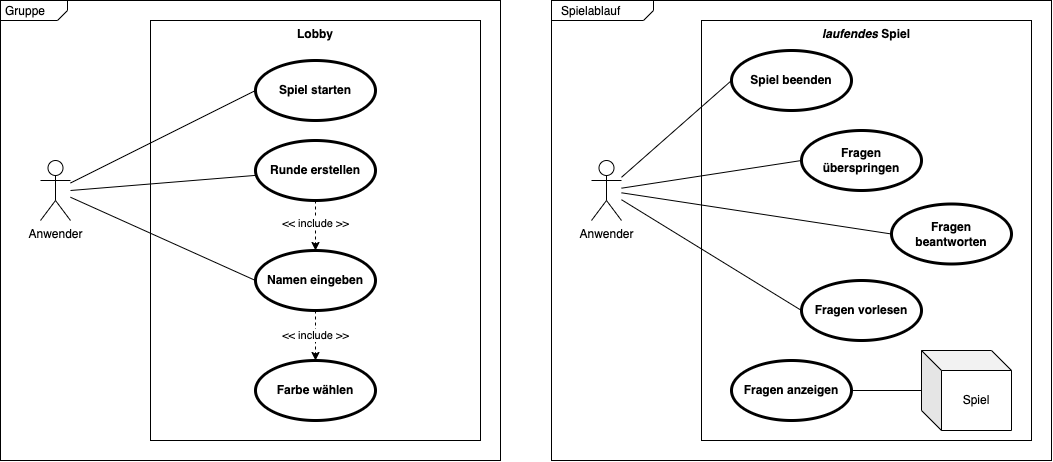 Gruppe
Lobby
Spiel starten
Runde erstellen
<< include >>
Anwender
Namen eingeben
<< include >>
Farbe wählen
Spielablauf
laufendes Spiel
Spiel beenden
Fragen
überspringen
Anwender
Fragen
beantworten
Fragen vorlesen
Fragen anzeigen
Spiel